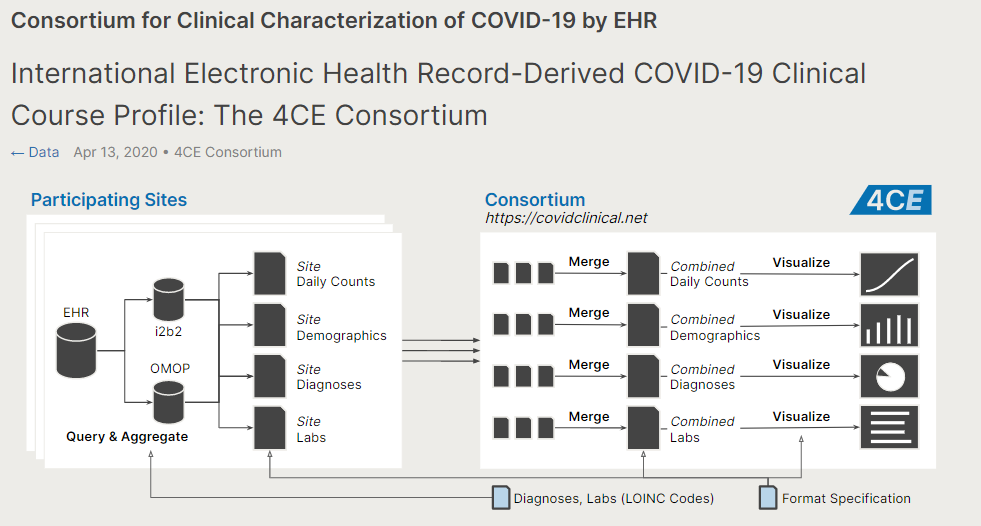 Consortium for Clinical Characterization of COVID-19 by EHR
International Electronic Health Record-Derived COVID-19 Clinical
Course Profile: The 4CE Consortium
← Data Apr 13, 2020 • 4CE Consortium
Participating Sites
EHR
i2b2
OMOP
Query & Aggregate
Site
Daily Counts
Site
Demographics
Site
Diagnoses
Site
Labs
Consortium
https://covidclinical.net
4CE
Merge
Combined
Daily Counts
Visualize
Merge
Combined
Demographics
Visualize
Merge
Combined
Diagnoses
Visualize
Merge
Combined
Labs
Visualize
Diagnoses, Labs (LOINC Codes)
Format Specification